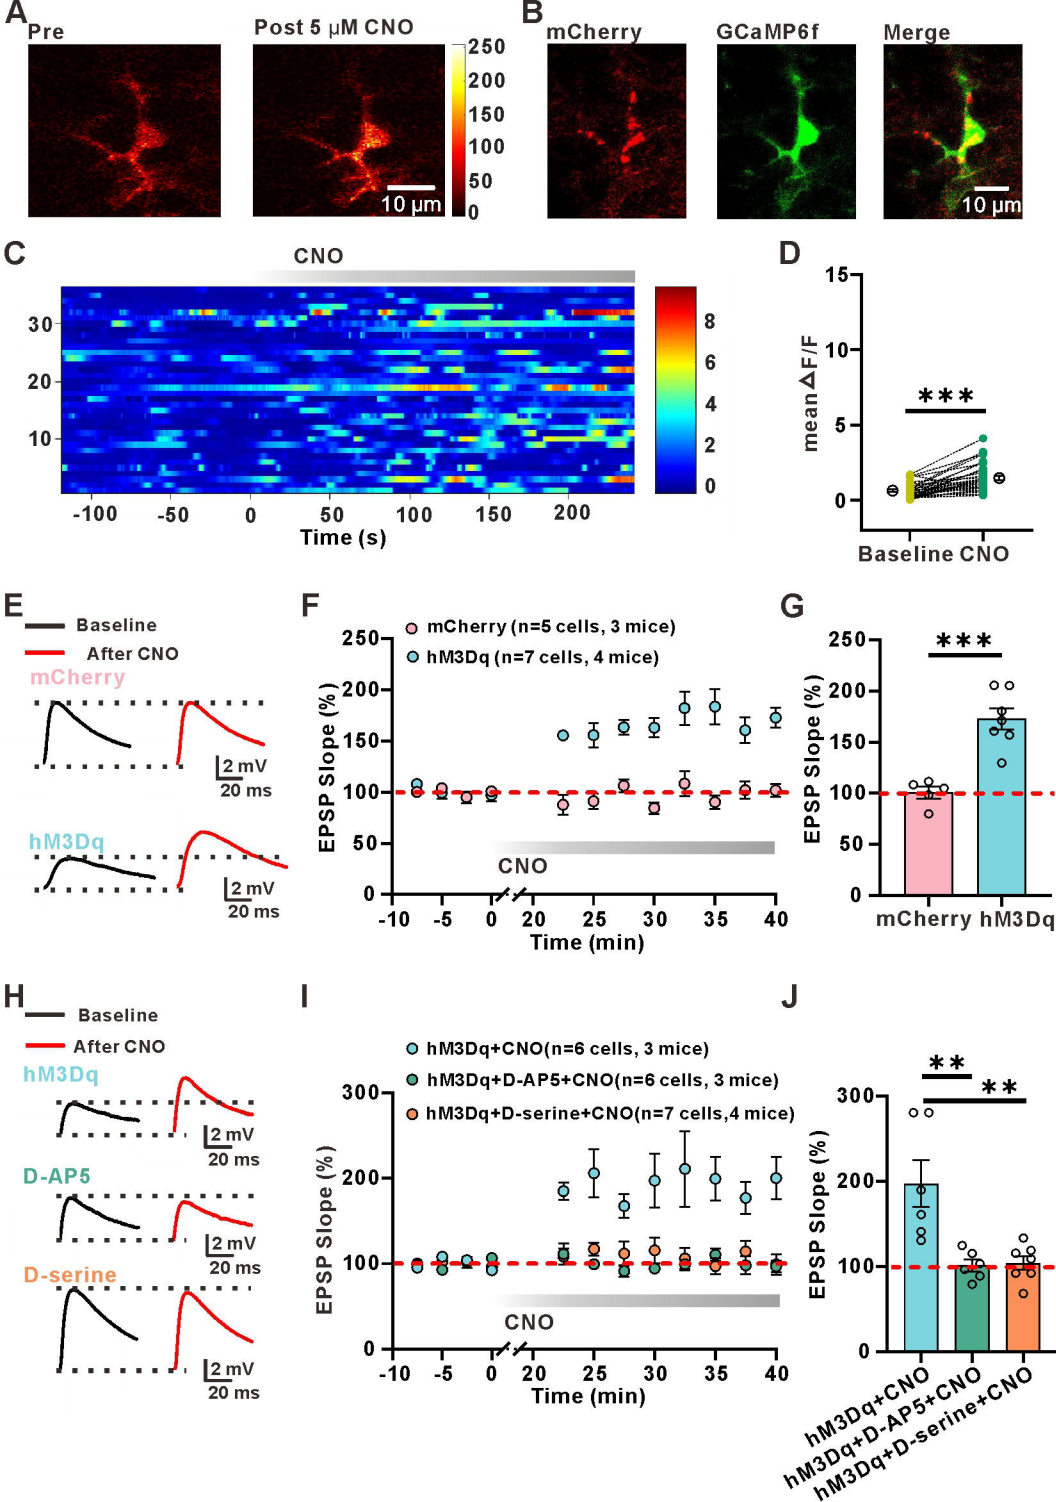 A
Pre
Post 5 µM CNO
250
200
150
100
50
0
10 µm
B
mCherry
GCaMP6f
Merge
10 µm
C
CNO
30
20
10
-100
-50
0
50
100
150
200
Time (s)
8
6
4
2
0
D
15
10
5
0
mean △F/F
***
Baseline CNO
E
Baseline
After CNO
mCherry
2 mV
20 ms
hM3Dq
2 mV
20 ms
F
mCherry (n=5 cells, 3 mice)
hM3Dq (n=7 cells, 4 mice)
250
200
150
100
50
0
EPSP Slope (%)
CNO
-10
-5
0
20
25
30
35
40
Time (min)
G
250
200
150
100
50
0
EPSP Slope (%)
***
mCherry hM3Dq
H
Baseline
After CNO
hM3Dq
2 mV
20 ms
D-AP5
2 mV
20 ms
D-serine
2 mV
20 ms
I
hM3Dq+CNO(n=6 cells, 3 mice)
hM3Dq+D-AP5+CNO(n=6 cells, 3 mice)
hM3Dq+D-serine+CNO(n=7 cells,4 mice)
300
200
100
0
EPSP Slope (%)
CNO
-10
-5
0
20
25
30
35
40
Time (min)
J
300
200
100
0
EPSP Slope (%)
**
**
hM3Dq+CNO
hM3Dq+D-AP5+CNO
hM3Dq+D-serine+CNO